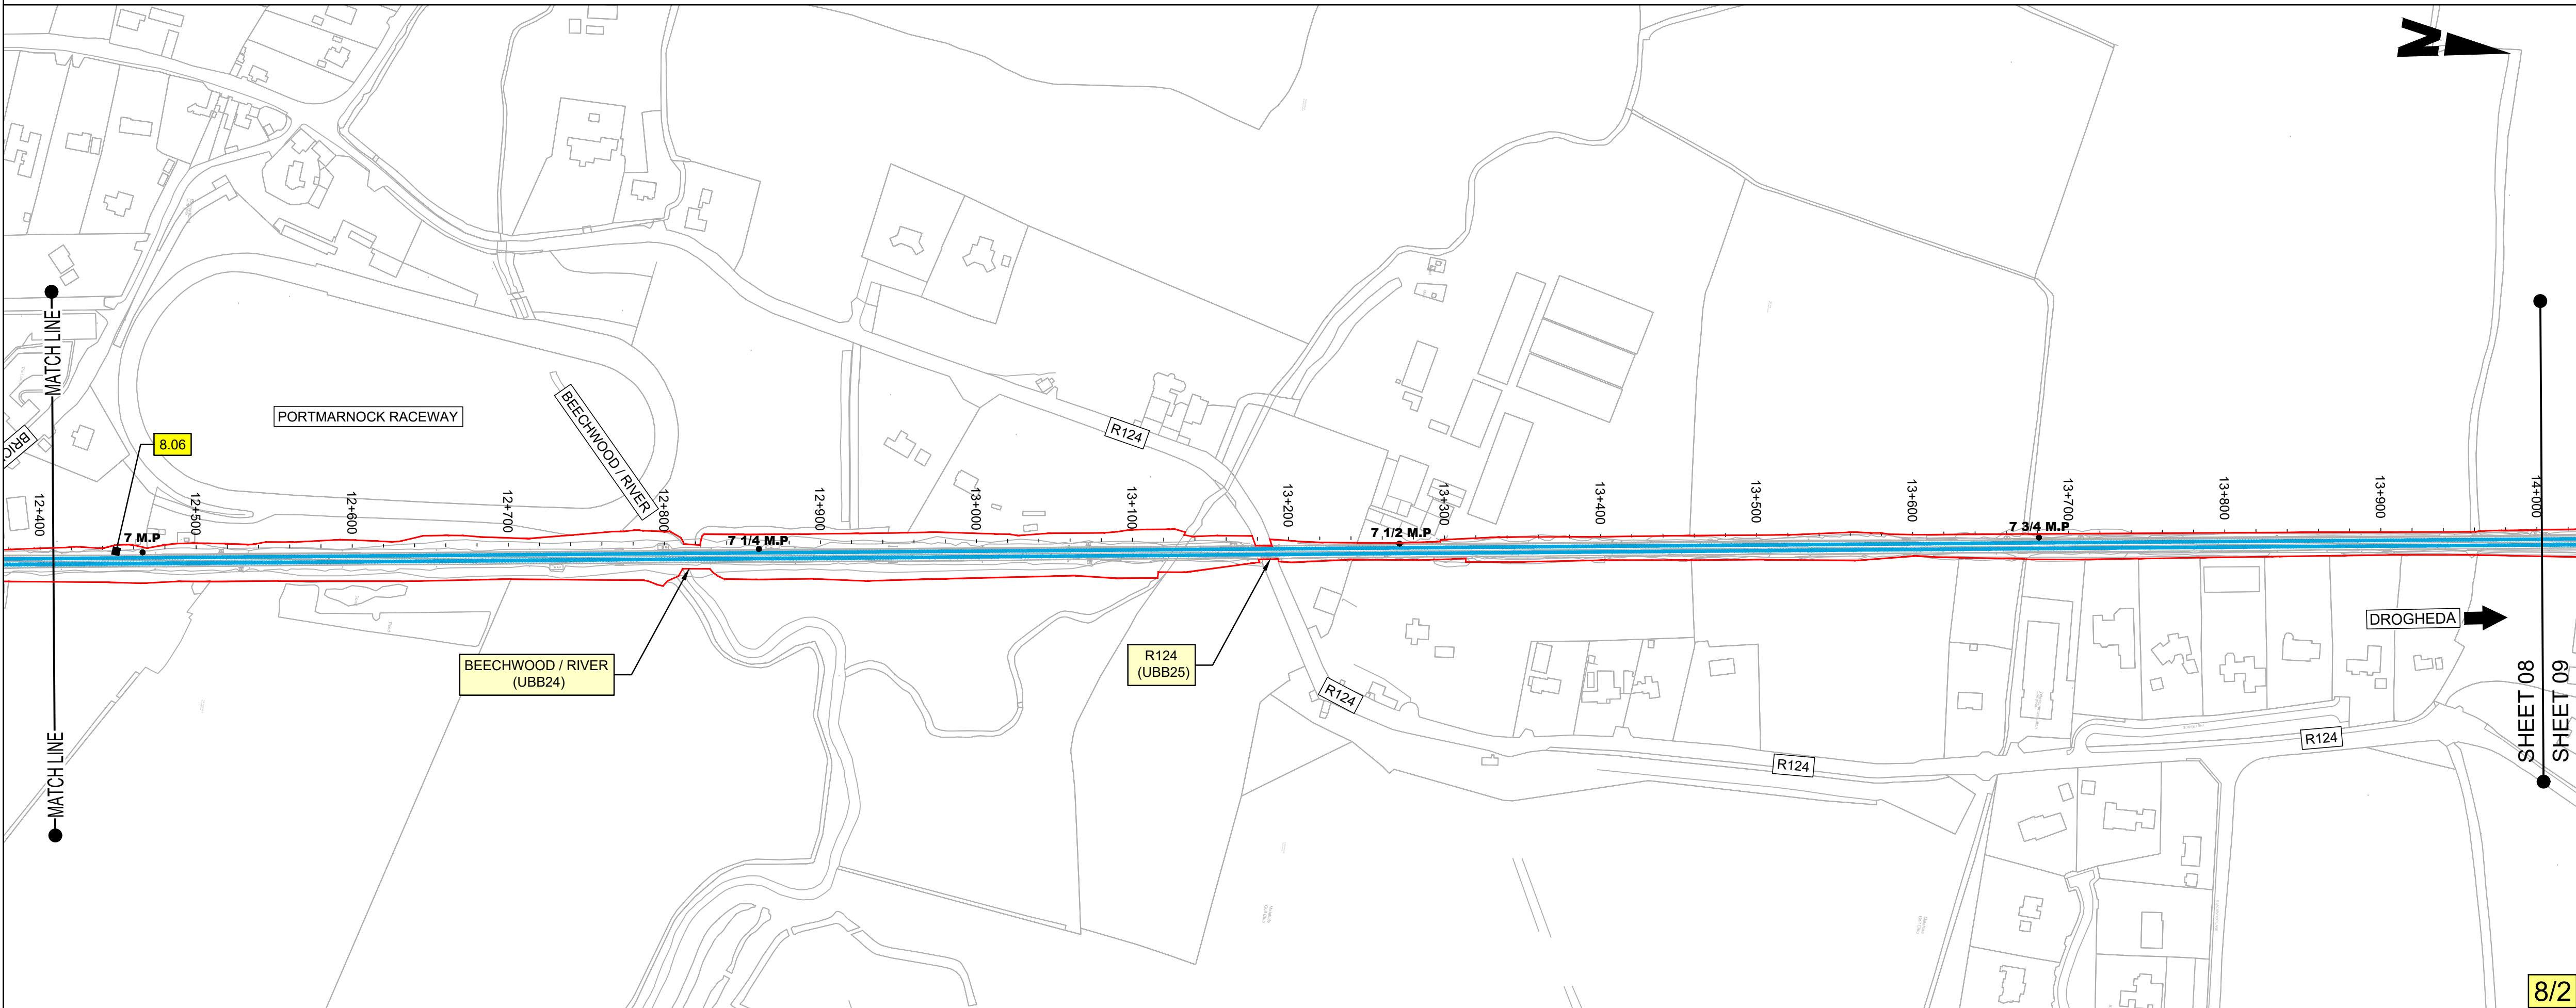 N
MATCH LINE
PORTMARNOCK RACEWAY
8.06
BEECHWOOD / RIVER
R124
12+400
12+500
12+600
12+700
12+800
12+900
13+000
13+100
13+200
13+300
13+400
13+500
13+600
13+700
13+800
13+900
14+000
7 M.P
7 1/4 M.P
7 1/2 M.P
7 3/4 M.P
BEECHWOOD / RIVER
(UBB24)
R124
(UBB25)
R124
R124
R124
DROGHEDA
MATCH LINE
SHEET 08
SHEET 09
8/2